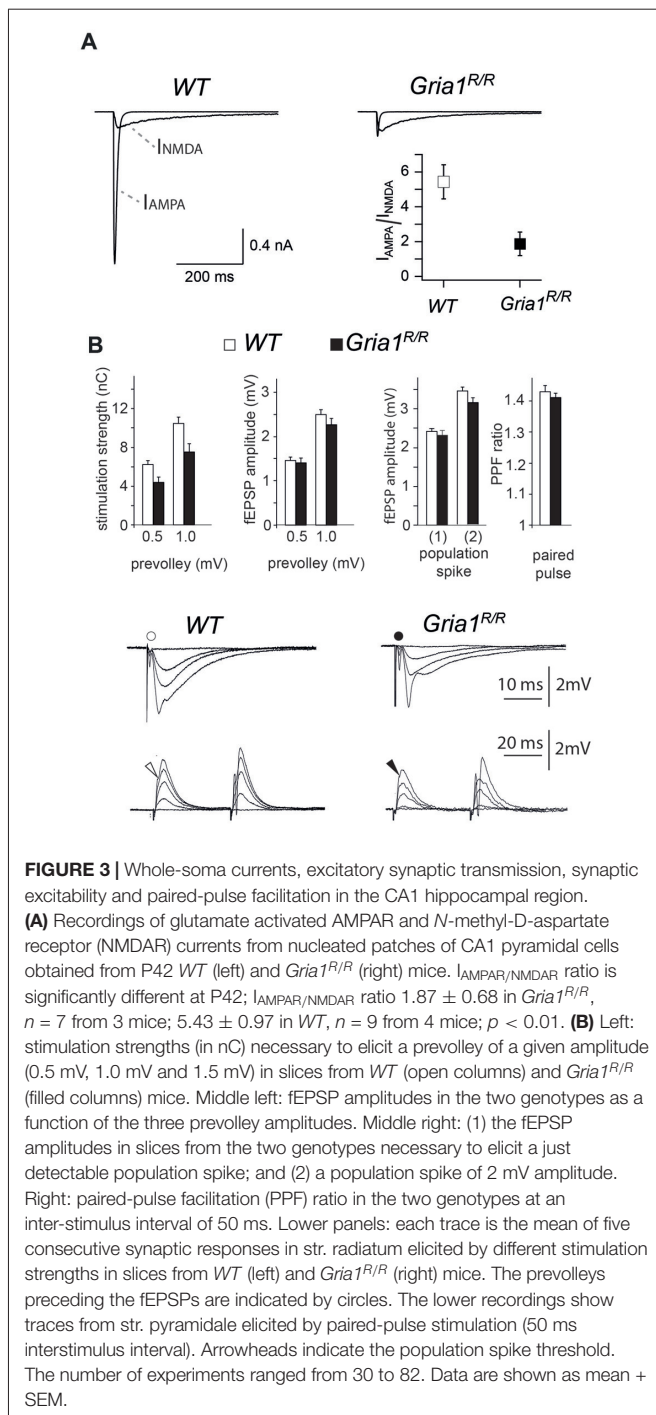 A
WT
Gria1R/R
INMDA
IAMPA
0.4 nA
200 ms
IAMPA/INMDA
6
4
2
0
WT
Gria1R/R
B
WT
Gria1R/R
stimulation strength (nC)
12
8
4
0
0.5 1.0
prevolley (mV)
fEPSP amplitude (mV)
3
2
1
0
0.5 1.0
prevolley (mV)
fEPSP amplitude (mV)
3
2
1
0
(1) (2)
population
spike
PPF ratio
1.4
1.3
1.2
1.1
1
paired
pulse
WT
Gria1R/R
10 ms 2mV
20 ms 2mV
FIGURE 3 | Whole-soma currents, excitatory synaptic transmission, synaptic
excitability and paired-pulse facilitation in the CA1 hippocampal region.
(A) Recordings of glutamate activated AMPAR and N-methyl-D-aspartate
receptor (NMDAR) currents from nucleated patches of CA1 pyramidal cells
obtained from P42 WT (left) and Gria1R/R (right) mice. IAMPAR/NMDAR ratio is
significantly different at P42; IAMPAR/NMDAR ratio 1.87 ± 0.68 in Gria1R/R,
n = 7 from 3 mice; 5.43 ± 0.97 in WT, n = 9 from 4 mice; p < 0.01. (B) Left:
stimulation strengths (in nC) necessary to elicit a prevolley of a given amplitude
(0.5 mV, 1.0 mV and 1.5 mV) in slices from WT (open columns) and Gria1R/R
(filled columns) mice. Middle left: fEPSP amplitudes in the two genotypes as a
function of the three prevolley amplitudes. Middle right: (1) the fEPSP
amplitudes in slices from the two genotypes necessary to elicit a just
detectable population spike; and (2) a population spike of 2 mV amplitude.
Right: paired-pulse facilitation (PPF) ratio in the two genotypes at an
inter-stimulus interval of 50 ms. Lower panels: each trace is the mean of five
consecutive synaptic responses in str. radiatum elicited by different stimulation
strengths in slices from WT (left) and Gria1R/R (right) mice. The prevolleys
preceding the fEPSPs are indicated by circles. The lower recordings show
traces from str. pyramidale elicited by paired-pulse stimulation (50 ms
interstimulus interval). Arrowheads indicate the population spike threshold.
The number of experiments ranged from 30 to 82. Data are shown as mean +
SEM.